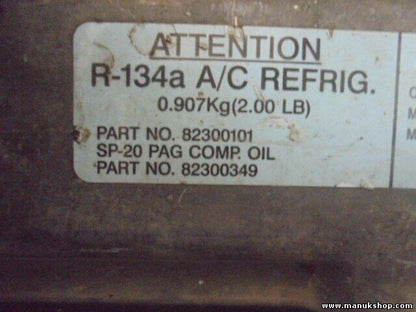 ATTENTION
R-134a A/C REFRIG.
0.907Kg(2.00 LB)
PART NO. 82300101
SP-20 PAG COMP. OIL
PART NO. 82300349
C
M
M
www.manukshop.com